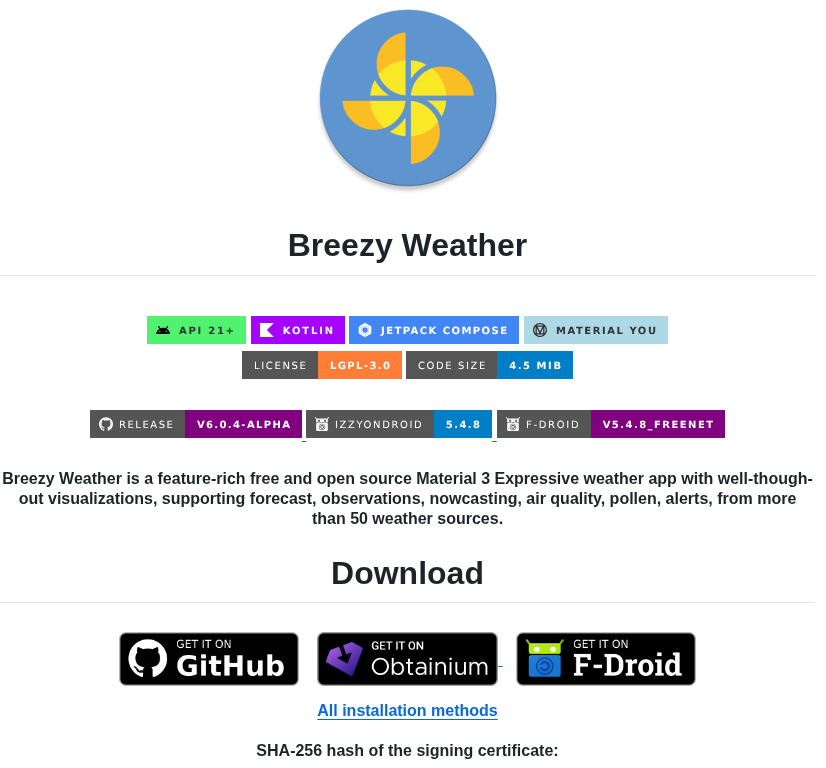 Breezy Weather
API 21+ KOTLIN JETPACK COMPOSE MATERIAL YOU
LICENSE LGPL-3.0 CODE SIZE 4.5 MIB
RELEASE V6.0.4-ALPHA IZZYONDROID 5.4.8 F-DROID V5.4.8_FREENET
Breezy Weather is a feature-rich free and open source Material 3 Expressive weather app with well-though-
out visualizations, supporting forecast, observations, nowcasting, air quality, pollen, alerts, from more
than 50 weather sources.
Download
GET IT ON GitHub GET IT ON Obtainium GET IT ON F-Droid
All installation methods
SHA-256 hash of the signing certificate: